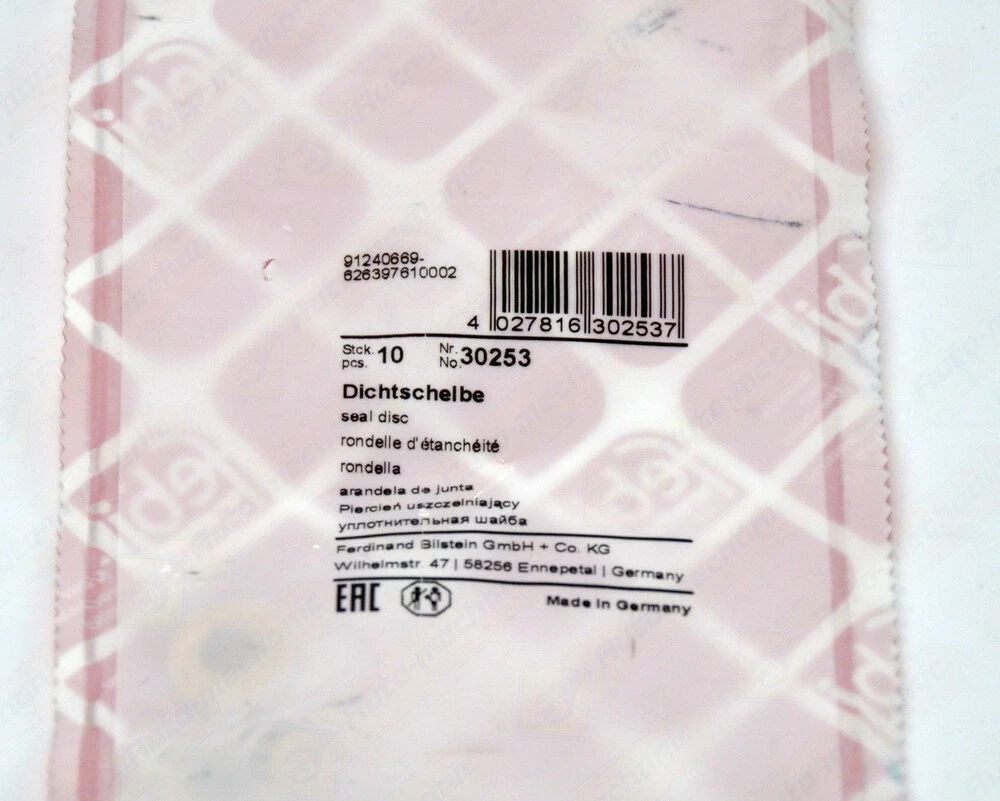 91240669-
626397610002
4 027816 302537
Stck. pcs. 10 Nr. No. 30253
Dichtscheibe
seal disc
rondelle d'étanchéité
rondella
arandela de junta
Pierścień uszczelniający
уплотнительная шайба
Ferdinand Bilstein GmbH + Co. KG
Wilhelmstr. 47 | 58256 Ennepetal | Germany
EAC
Made in Germany